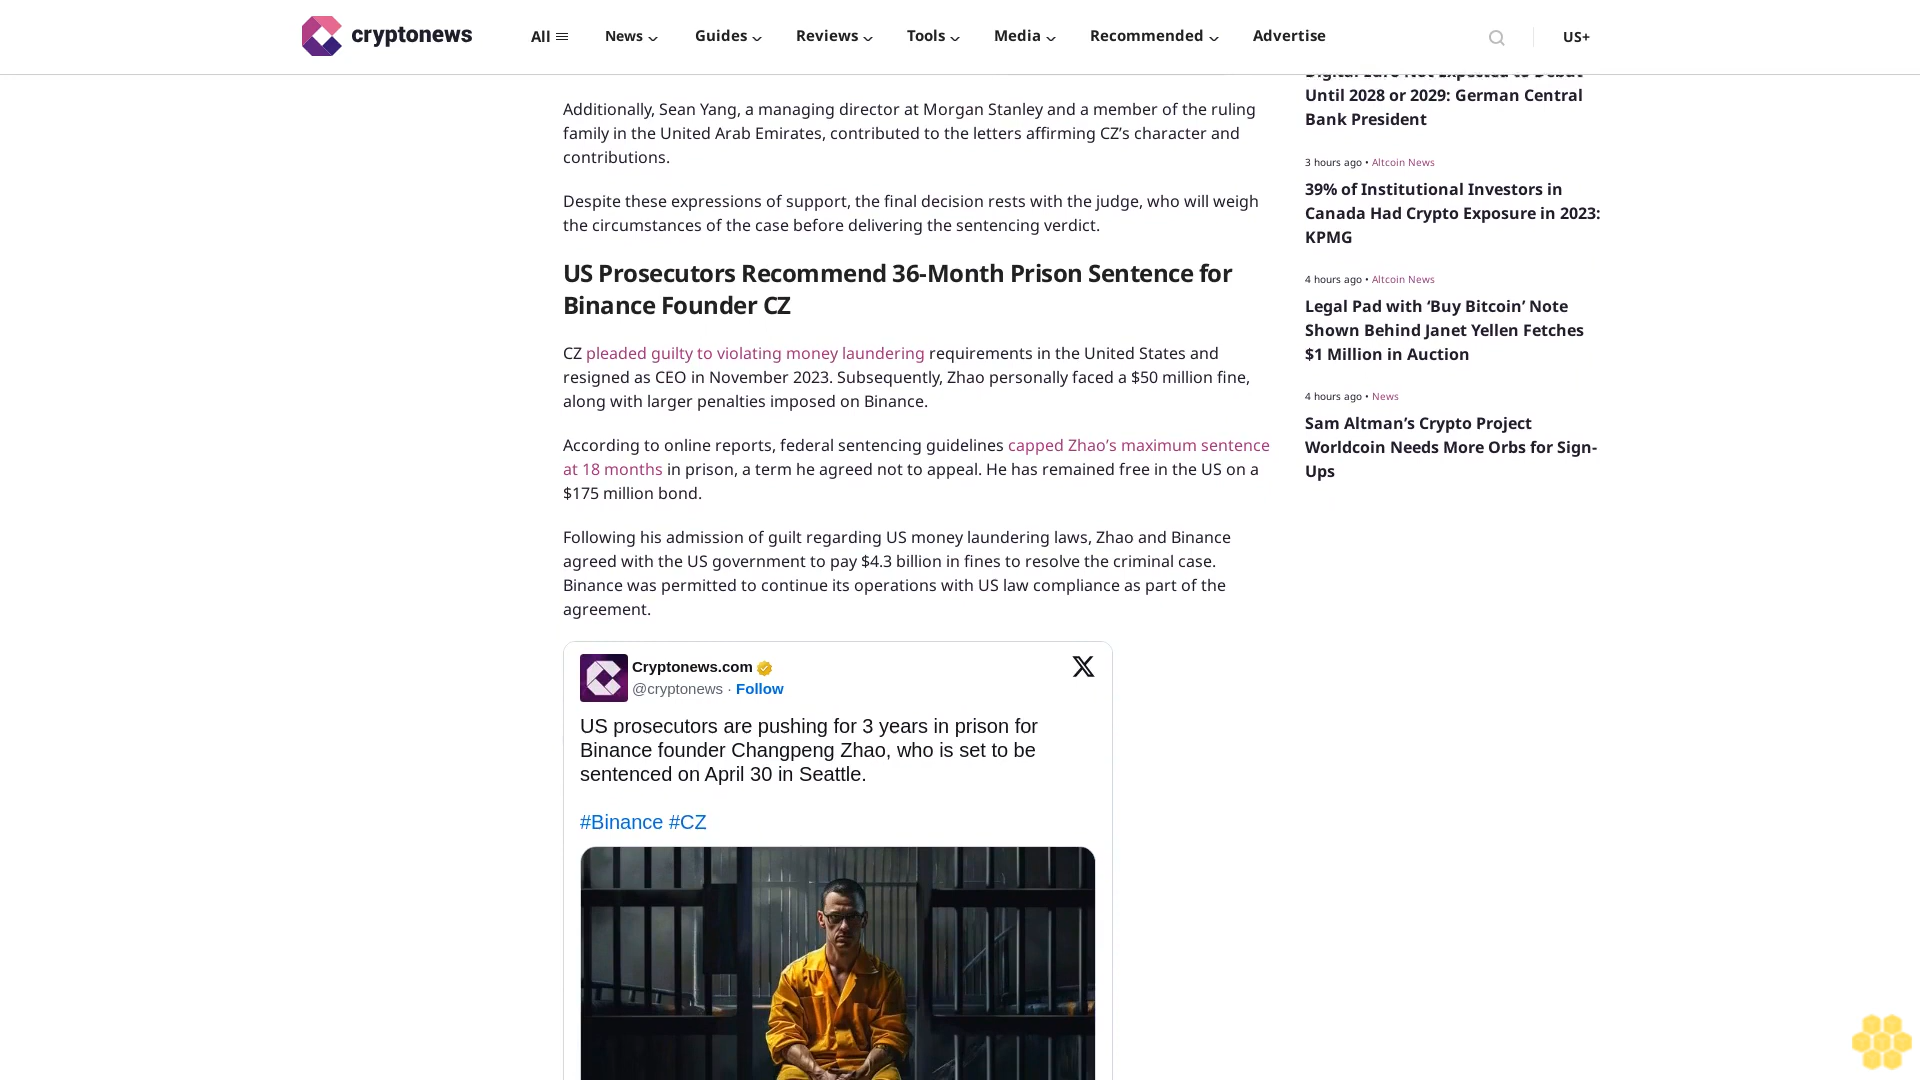 cryptonews
All
News
Guides
Reviews
Tools
Media
Recommended
Advertise
US+
Additionally, Sean Yang, a managing director at Morgan Stanley and a member of the ruling
family in the United Arab Emirates, contributed to the letters affirming CZ’s character and
contributions.
Despite these expressions of support, the final decision rests with the judge, who will weigh
the circumstances of the case before delivering the sentencing verdict.
US Prosecutors Recommend 36-Month Prison Sentence for
Binance Founder CZ
CZ pleaded guilty to violating money laundering requirements in the United States and
resigned as CEO in November 2023. Subsequently, Zhao personally faced a $50 million fine,
along with larger penalties imposed on Binance.
According to online reports, federal sentencing guidelines capped Zhao’s maximum sentence
at 18 months in prison, a term he agreed not to appeal. He has remained free in the US on a
$175 million bond.
Following his admission of guilt regarding US money laundering laws, Zhao and Binance
agreed with the US government to pay $4.3 billion in fines to resolve the criminal case.
Binance was permitted to continue its operations with US law compliance as part of the
agreement.
Cryptonews.com
@cryptonews · Follow
US prosecutors are pushing for 3 years in prison for
Binance founder Changpeng Zhao, who is set to be
sentenced on April 30 in Seattle.
#Binance #CZ
Digital Euro Not Expected to Debut
Until 2028 or 2029: German Central
Bank President
3 hours ago • Altcoin News
39% of Institutional Investors in
Canada Had Crypto Exposure in 2023:
KPMG
4 hours ago • Altcoin News
Legal Pad with ‘Buy Bitcoin’ Note
Shown Behind Janet Yellen Fetches
$1 Million in Auction
4 hours ago • News
Sam Altman’s Crypto Project
Worldcoin Needs More Orbs for Sign-
Ups